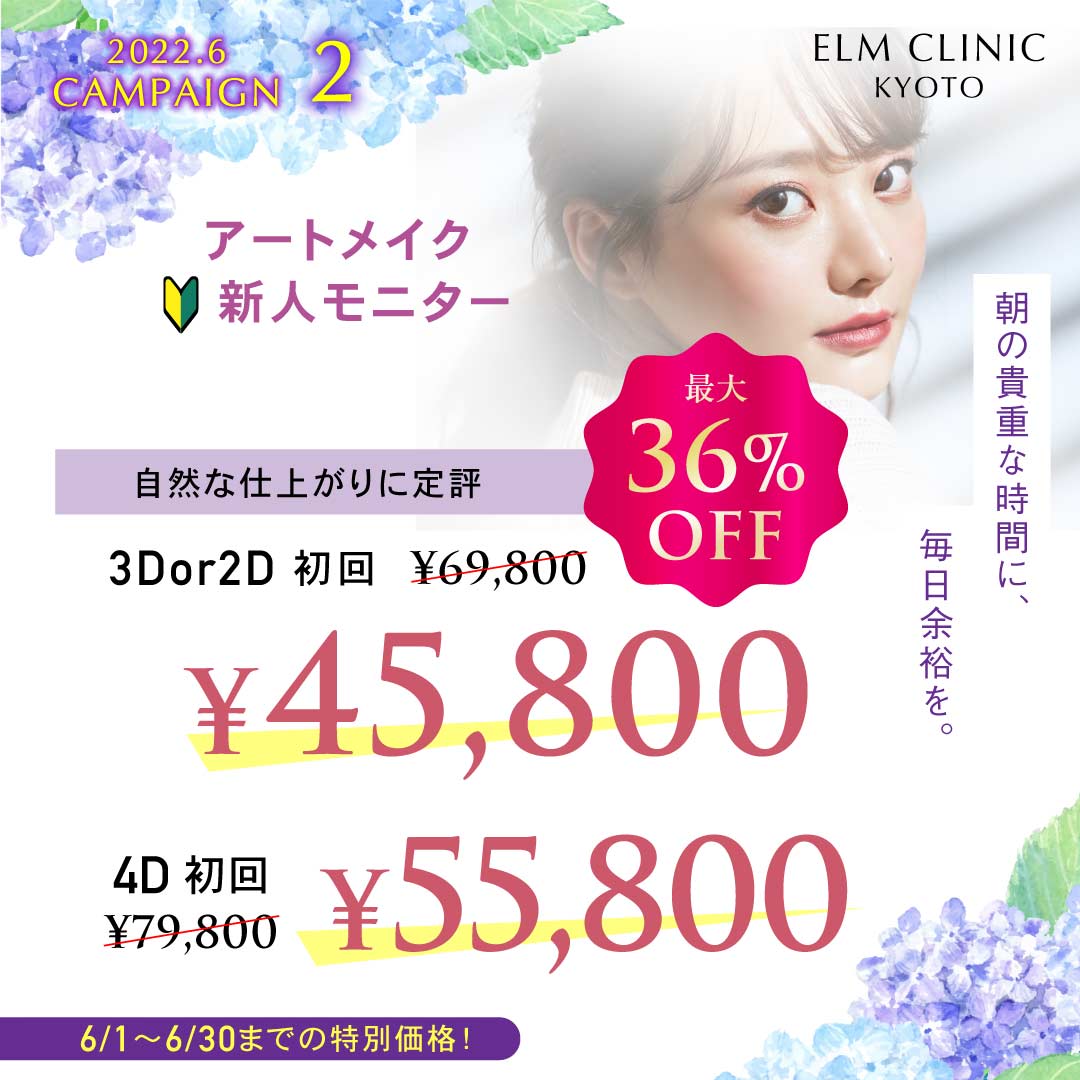 2022.6
CAMPAIGN 2
ELM CLINIC
KYOTO
アートメイク
新人モニター
朝の貴重な時間に、
毎日余裕を。
最大
36%
OFF
自然な仕上がりに定評
3Dor2D 初回 ¥69,800
¥45,800
4D 初回
¥79,800
¥55,800
6/1～6/30までの特別価格！